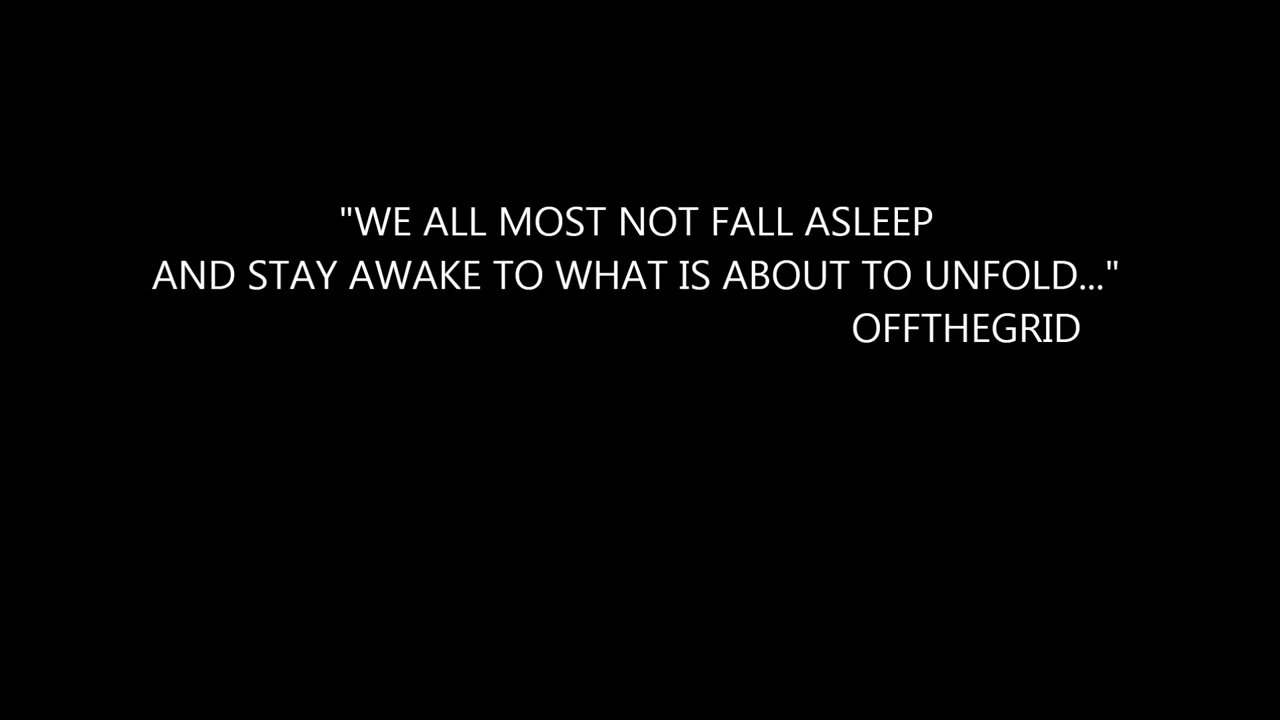 "WE ALL MOST NOT FALL ASLEEP
AND STAY AWAKE TO WHAT IS ABOUT TO UNFOLD..."
OFFTHEGRID